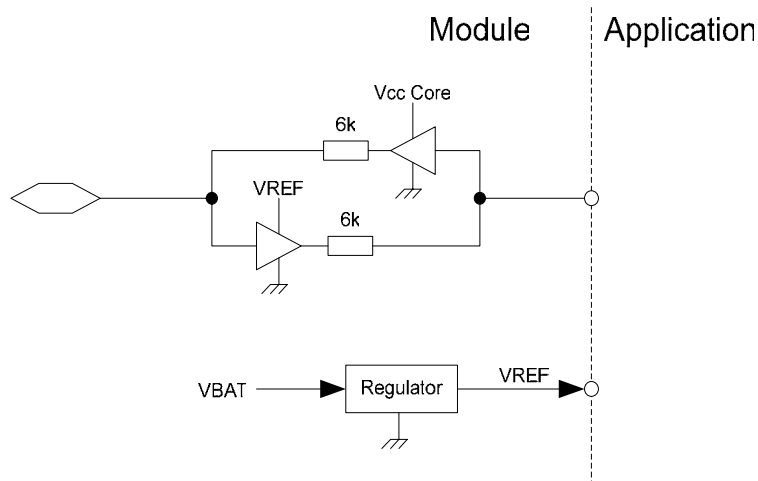 Module
Application
Vcc Core
6k
VREF
6k
VBAT
Regulator
VREF